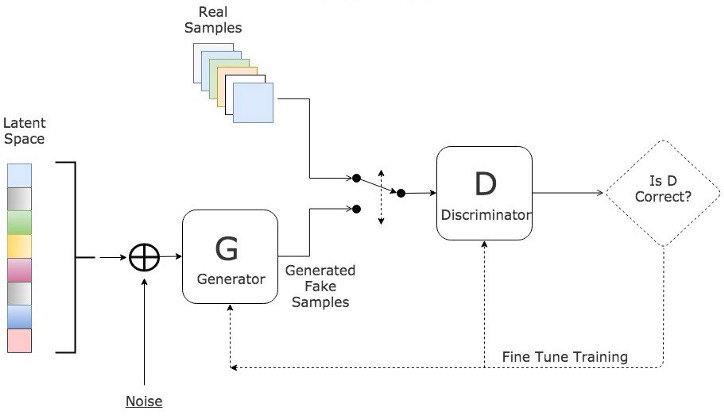 Real
Samples
Latent
Space
G
Generator
Generated
Fake
Samples
D
Discriminator
Is D
Correct?
Fine Tune Training
Noise